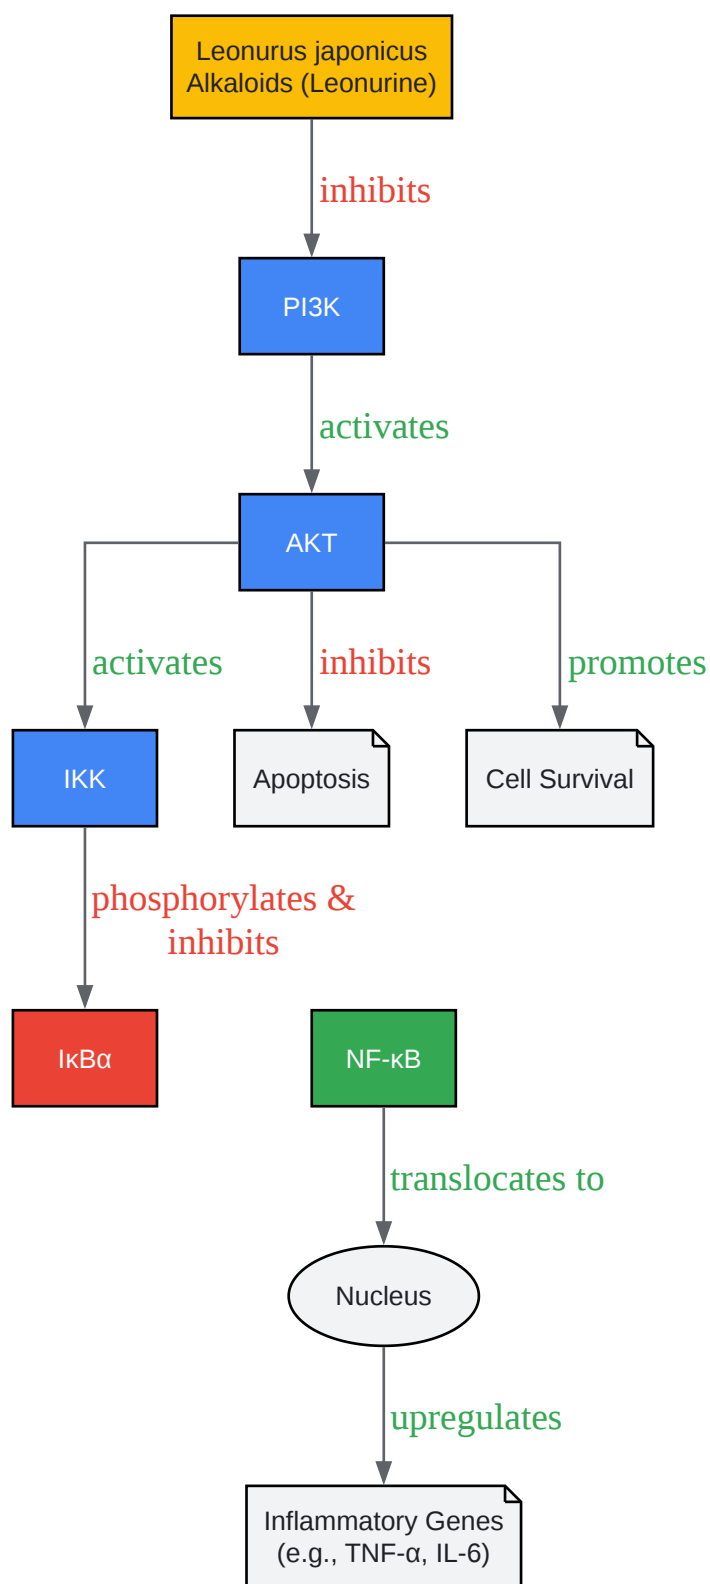 Leonurus japonicus
Alkaloids (Leonurine)
inhibits
PI3K
activates
AKT
activates
inhibits
promotes
IKK
Apoptosis
Cell Survival
phosphorylates &
inhibits
IκBα
NF-κB
translocates to
Nucleus
upregulates
Inflammatory Genes
(e.g., TNF-α, IL-6)